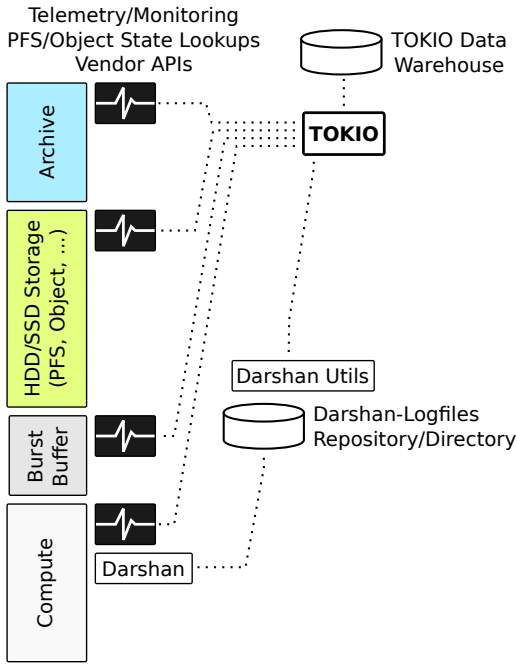 Telemetry/Monitoring
PFS/Object State Lookups
Vendor APIs
TOKIO Data
Warehouse
TOKIO
Archive
HDD/SSD Storage
(PFS, Object, ...)
Darshan Utils
Darshan-Logfiles
Repository/Directory
Burst
Buffer
Compute
Darshan